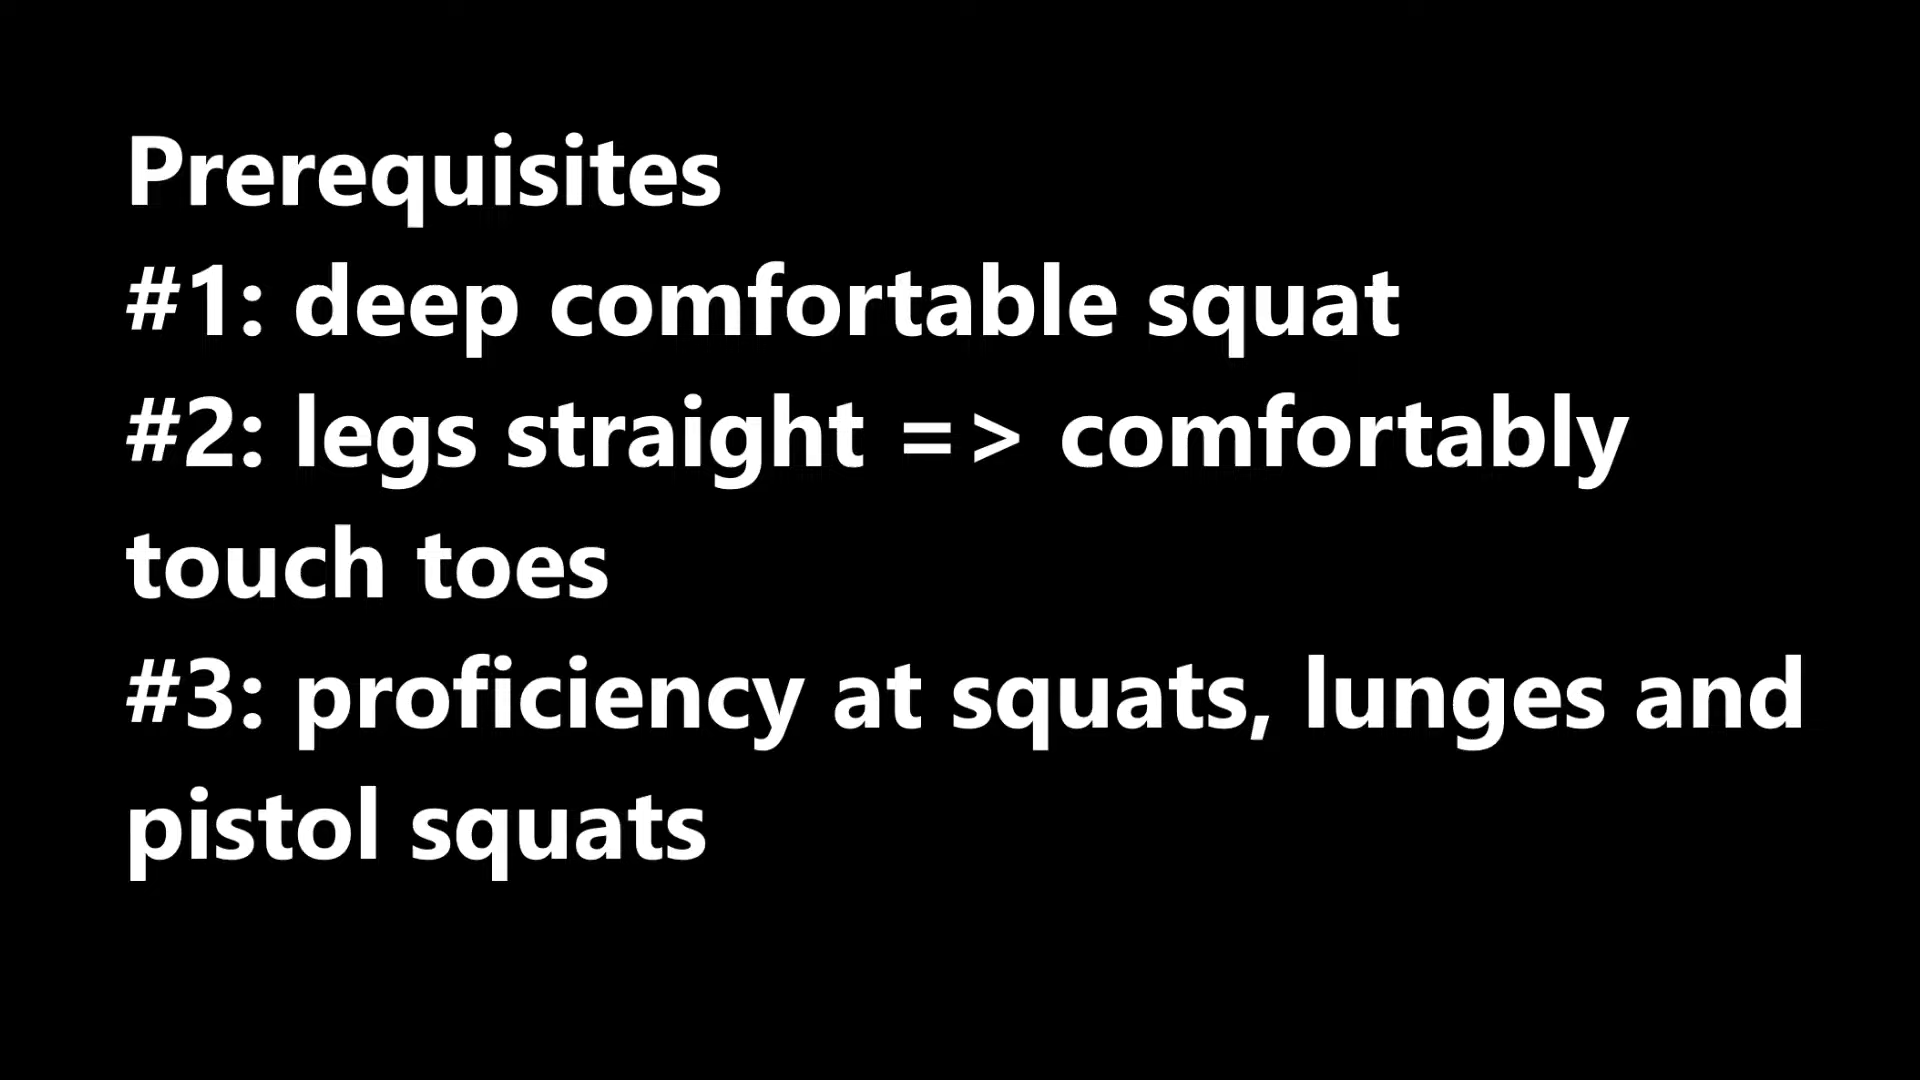 Prerequisites
#1: deep comfortable squat
#2: legs straight => comfortably
touch toes
#3: proficiency at squats, lunges and
pistol squats